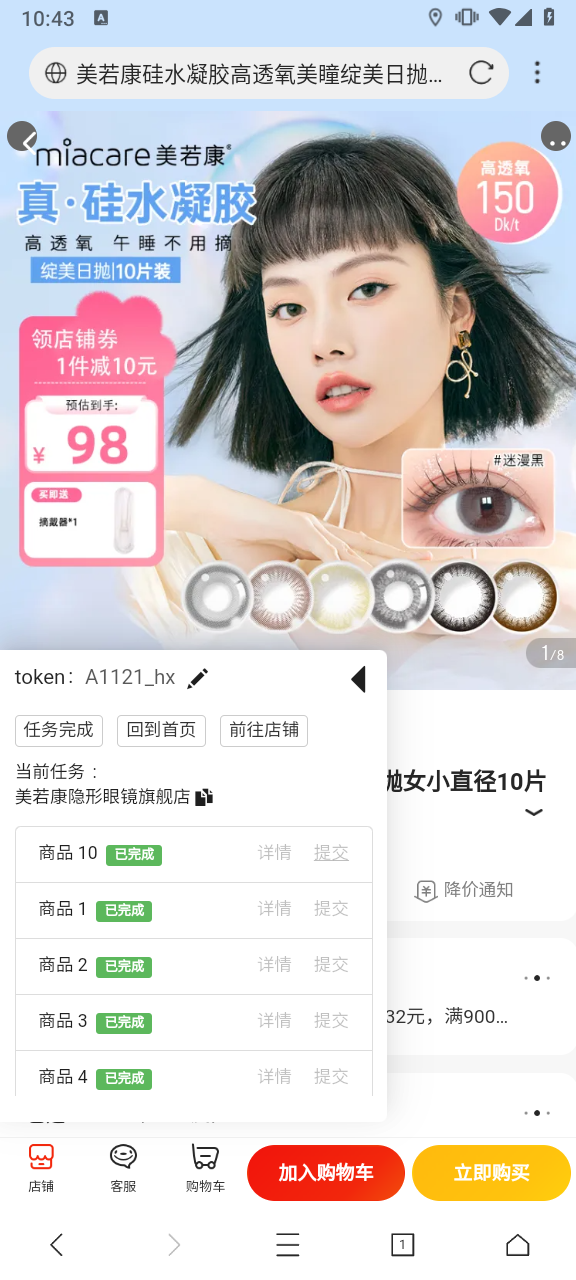 10:43
A
美若康硅水凝胶高透氧美瞳绽美日抛...
miacare美若康®
真·硅水凝胶
高透氧 午睡不用摘
绽美日抛|10片装
高透氧
150
Dk/t
领店铺券
1件减10元
预估到手:
¥98
买即送
摘戴器*1
#迷漫黑
1/8
token: A1121_hx
任务完成 回到首页 前往店铺
当前任务：
美若康隐形眼镜旗舰店
抛女小直径10片
商品 10 已完成 详情 提交
降价通知
商品 1 已完成 详情 提交
商品 2 已完成 详情 提交
商品 3 已完成 详情 提交
32元，满900...
商品 4 已完成 详情 提交
店铺 客服 购物车 加入购物车 立即购买
1